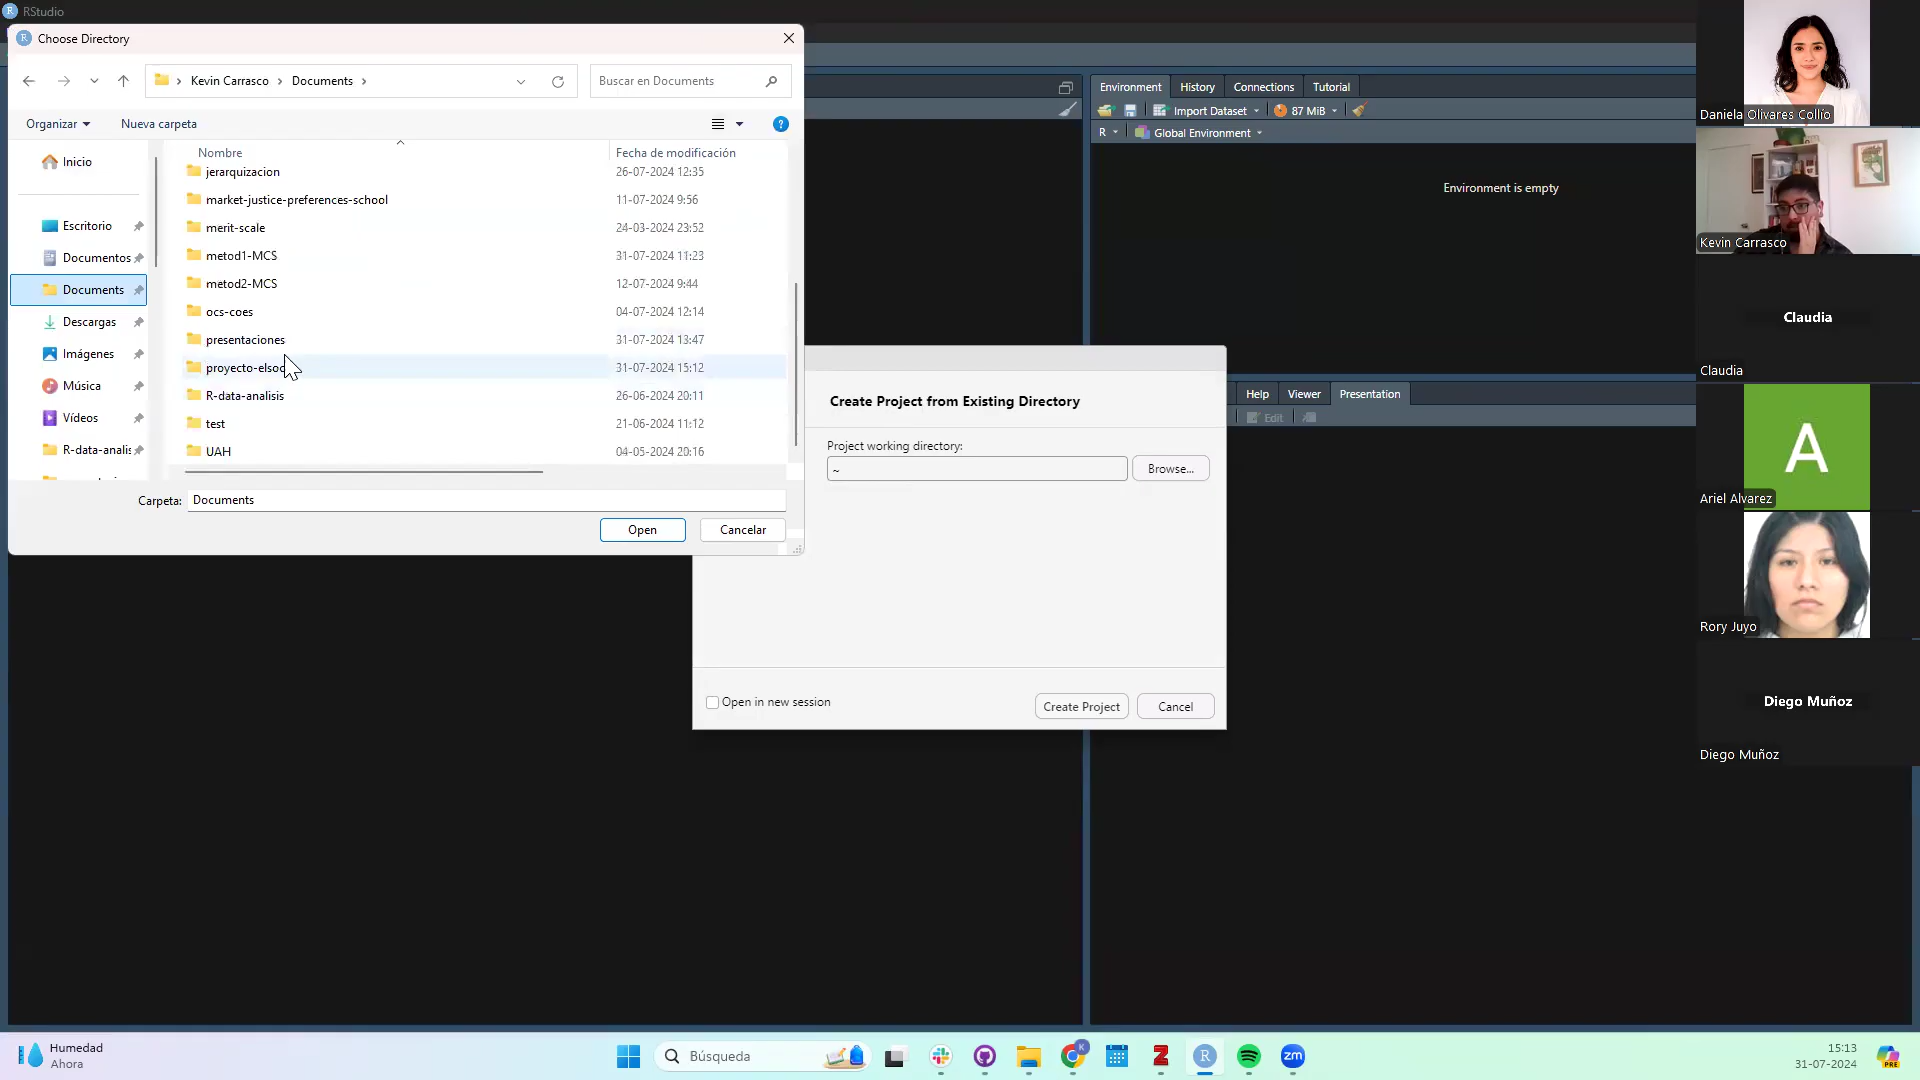 RStudio
Choose Directory
Kevin Carrasco
Documents
Buscar en Documents
Organizar
Nueva carpeta
Nombre
Fecha de modificación
Inicio
Escritorio
Documentos
Documents
Descargas
Imágenes
Música
Vídeos
R-data-analis
jerarquizacion 26-07-2024 12:35
market-justice-preferences-school 11-07-2024 9:56
merit-scale 24-03-2024 23:52
metod1-MCS 31-07-2024 11:23
metod2-MCS 12-07-2024 9:44
ocs-coes 04-07-2024 12:14
presentaciones 31-07-2024 13:47
proyecto-elsoc 31-07-2024 15:12
R-data-analisis 26-06-2024 20:11
test 21-06-2024 11:12
UAH 04-05-2024 20:16
Carpeta: Documents
Open Cancelar
Environment History Connections Tutorial
Import Dataset 87 MiB
R Global Environment
Environment is empty
Help Viewer Presentation
Edit
Create Project from Existing Directory
Project working directory:
~ Browse...
Open in new session
Create Project Cancel
Daniela Olivares Collío
Kevin Carrasco
Claudia
Claudia
A
Ariel Alvarez
Rory Juyo
Diego Muñoz
Diego Muñoz
Humedad
Ahora
Búsqueda
K
Z
R
zm
PRE
15:13
31-07-2024